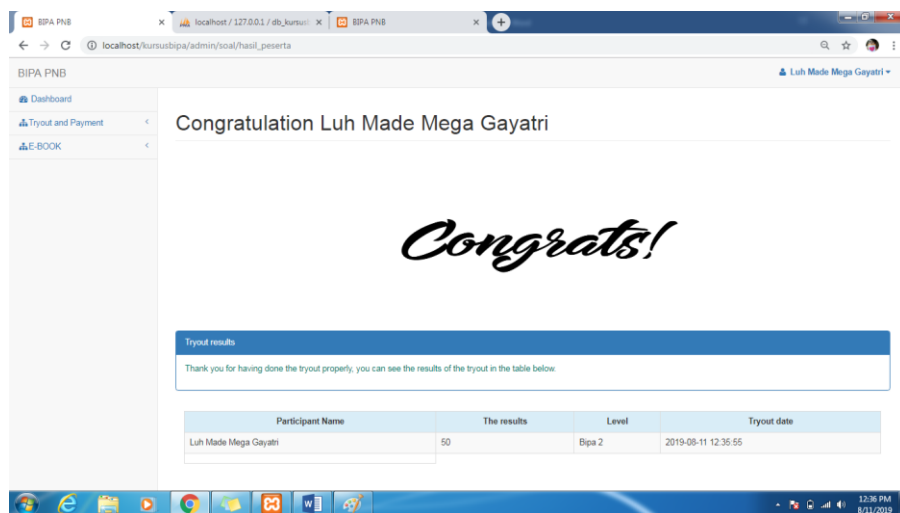 BIPA PNB
localhost / 127.0.0.1 / db_kursusb
BIPA PNB
localhost/kursusbipa/admin/soal/hasil_peserta
BIPA PNB
Luh Made Mega Gayatri
Dashboard
Tryout and Payment
E-BOOK
Congratulation Luh Made Mega Gayatri
Congrats!
Tryout results
Thank you for having done the tryout properly, you can see the results of the tryout in the table below.
Participant Name The results Level Tryout date
Luh Made Mega Gayatri 50 Bipa 2 2019-08-11 12:35:55
12:36 PM
8/11/2019